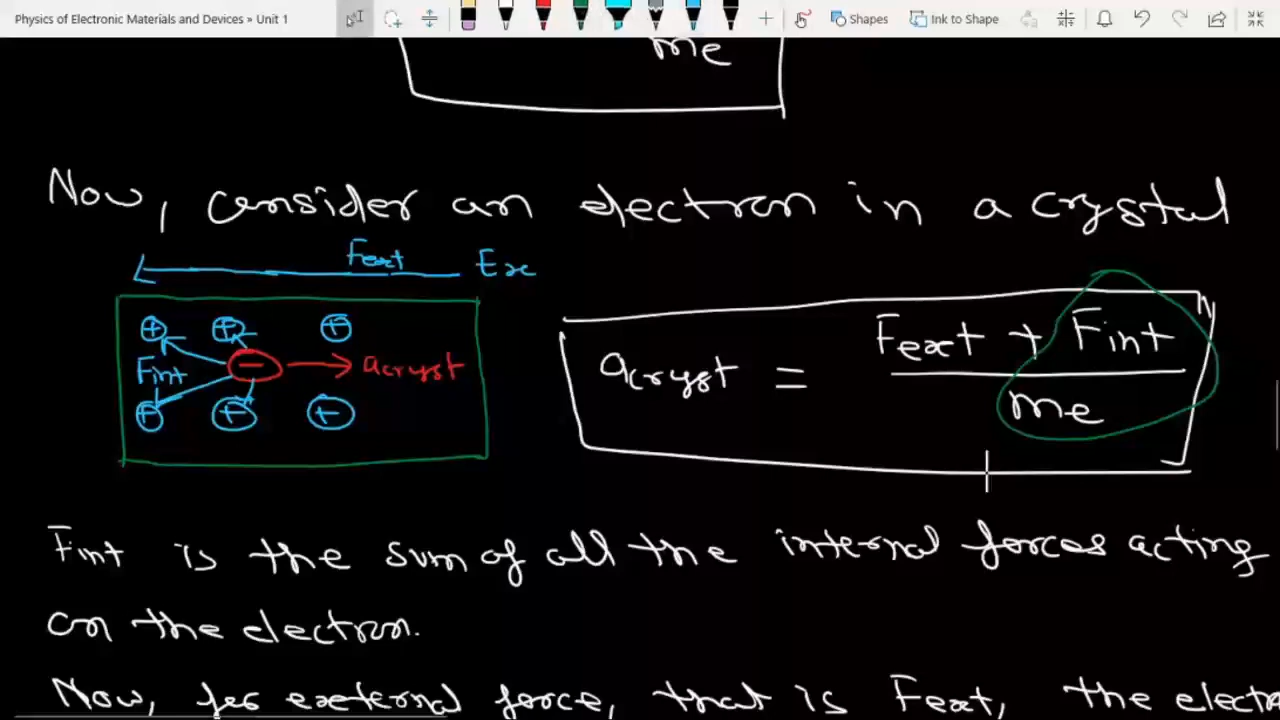 Physics of Electronic Materials and Devices » Unit 1
Shapes
Ink to Shape
me
Now, consider an electron in a crystal
Fext Ex
+ + +
Fint - acryst
+ + +
acryst = Fext + Fint
me
Fint is the sum of all the internal forces acting
on the electron.
Now, for external force, that is Fext, the electr